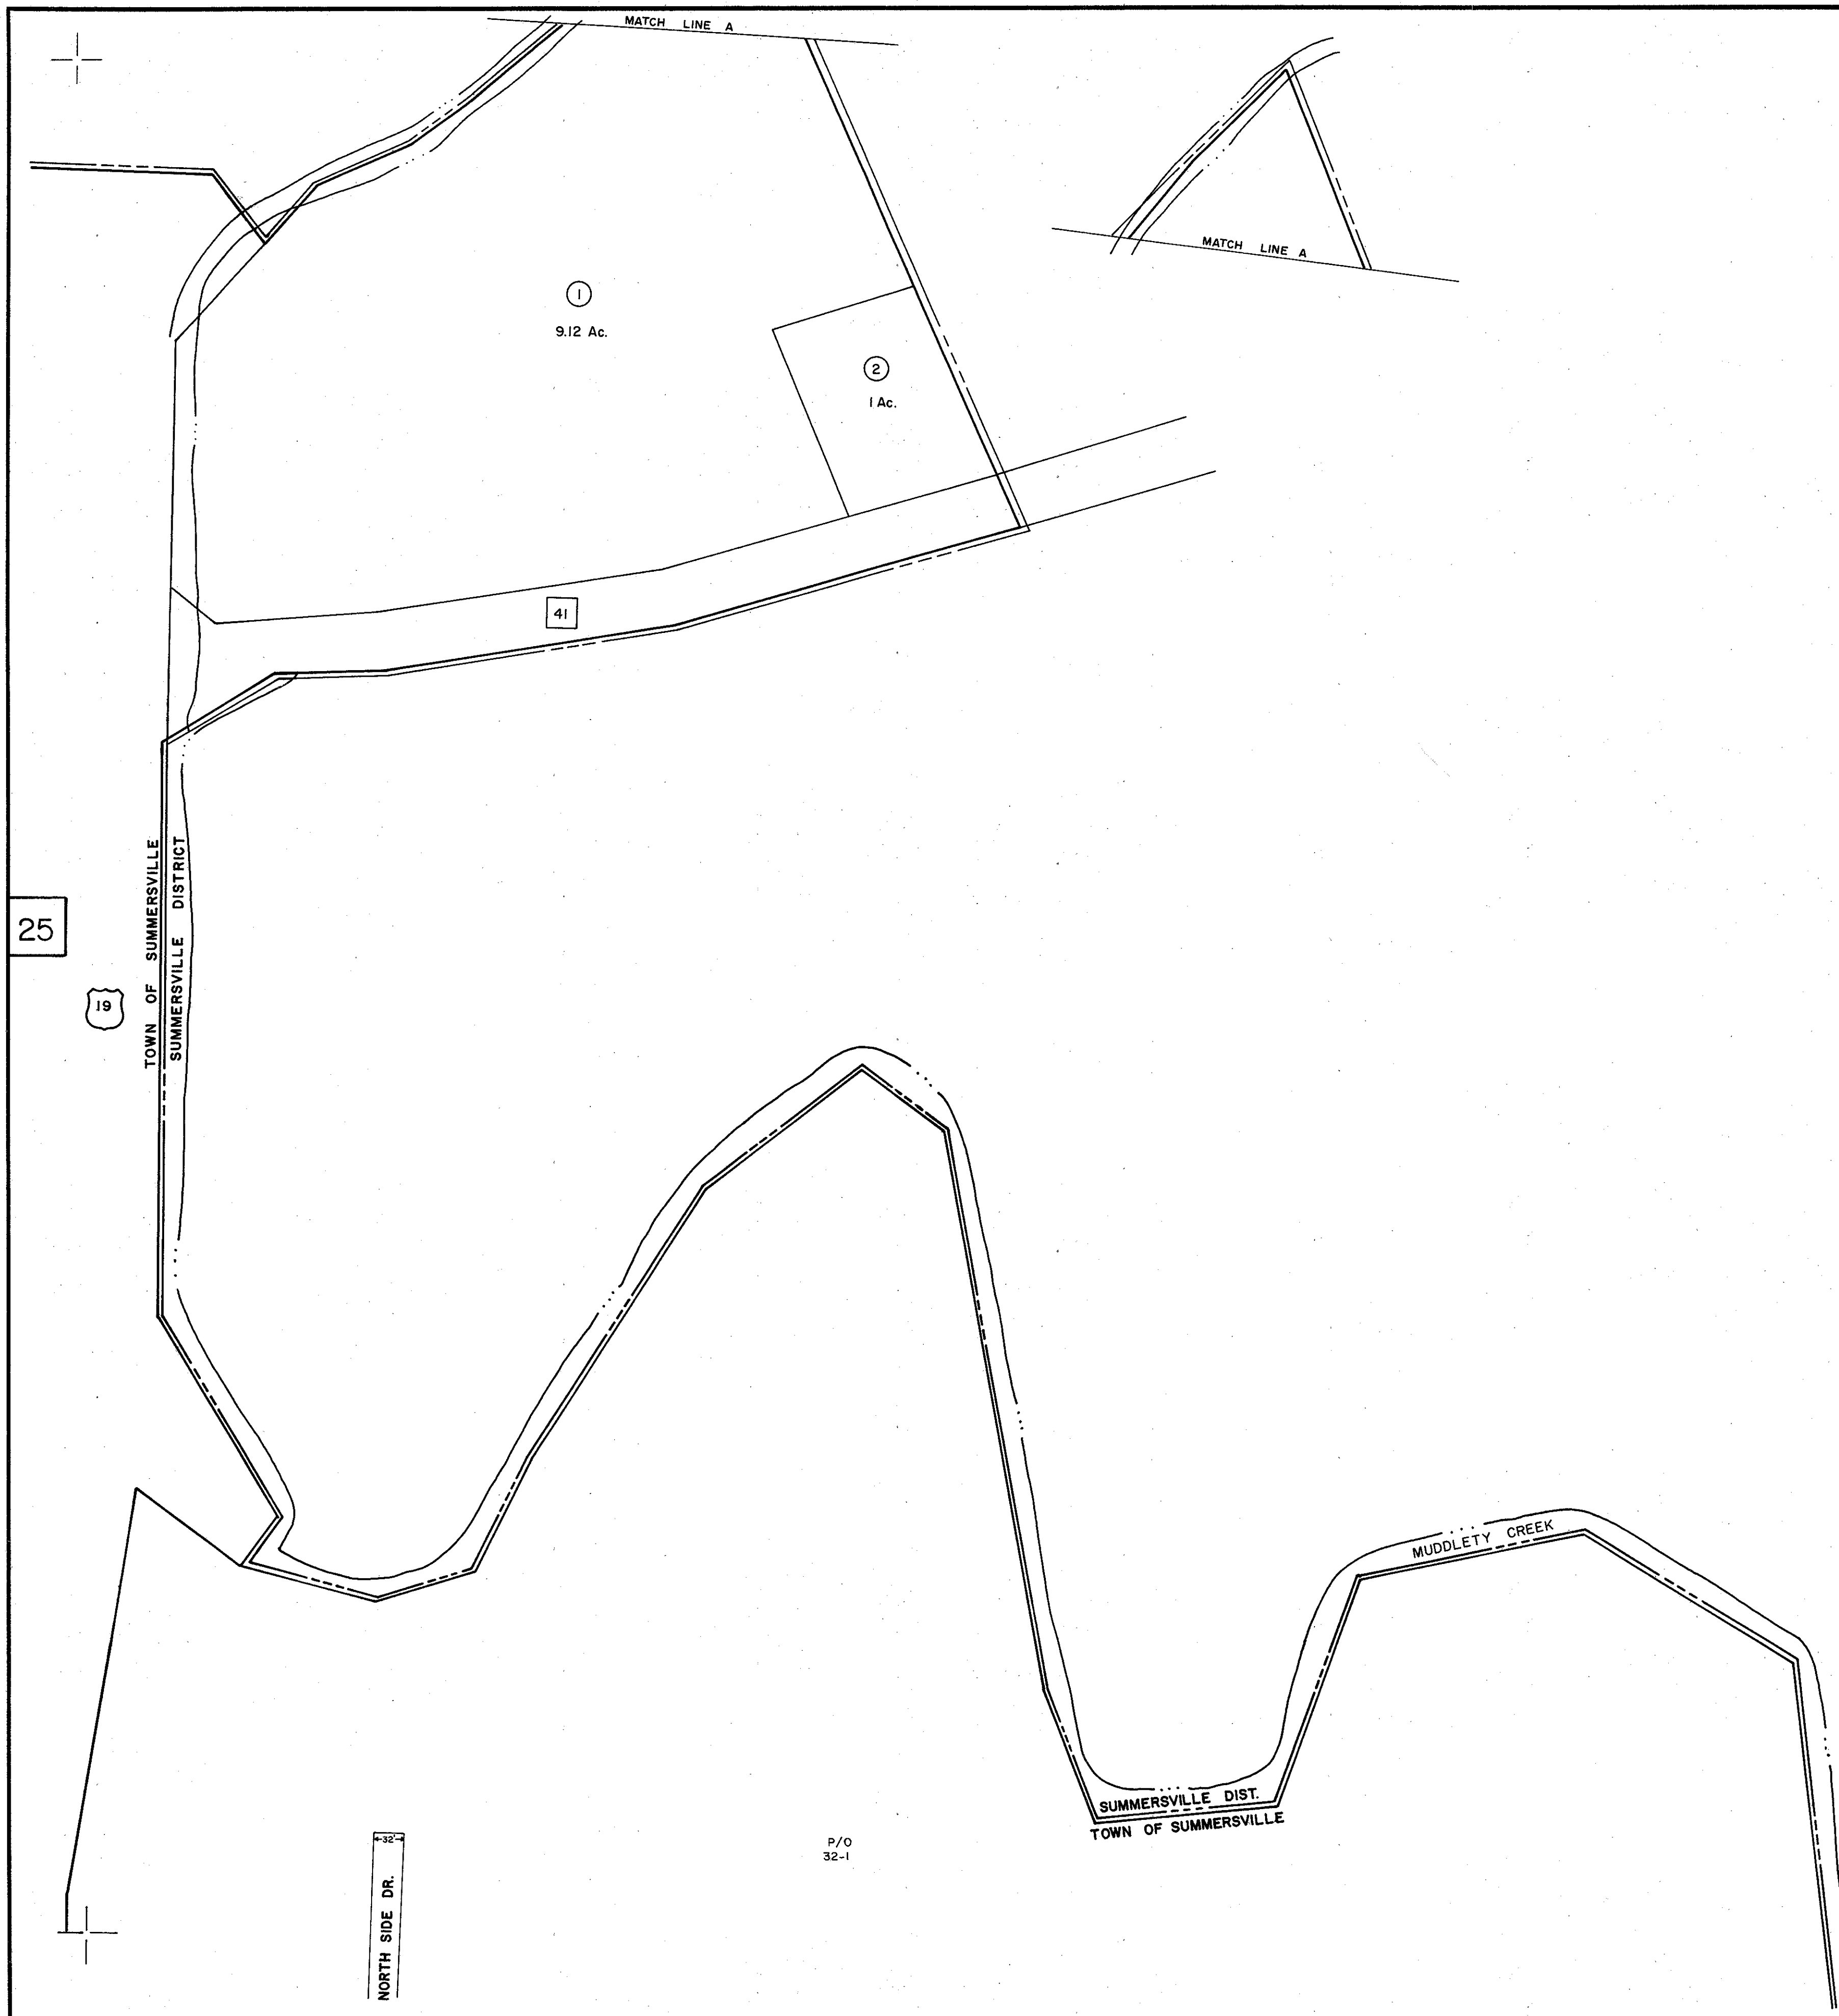 MATCH LINE A
MATCH LINE A
1
9.12 Ac.
2
1 Ac.
41
TOWN OF SUMMERSVILLE
SUMMERSVILLE DISTRICT
25
19
MUDDLETY CREEK
SUMMERSVILLE DIST.
TOWN OF SUMMERSVILLE
32'
P/O
32-1
NORTH SIDE DR.